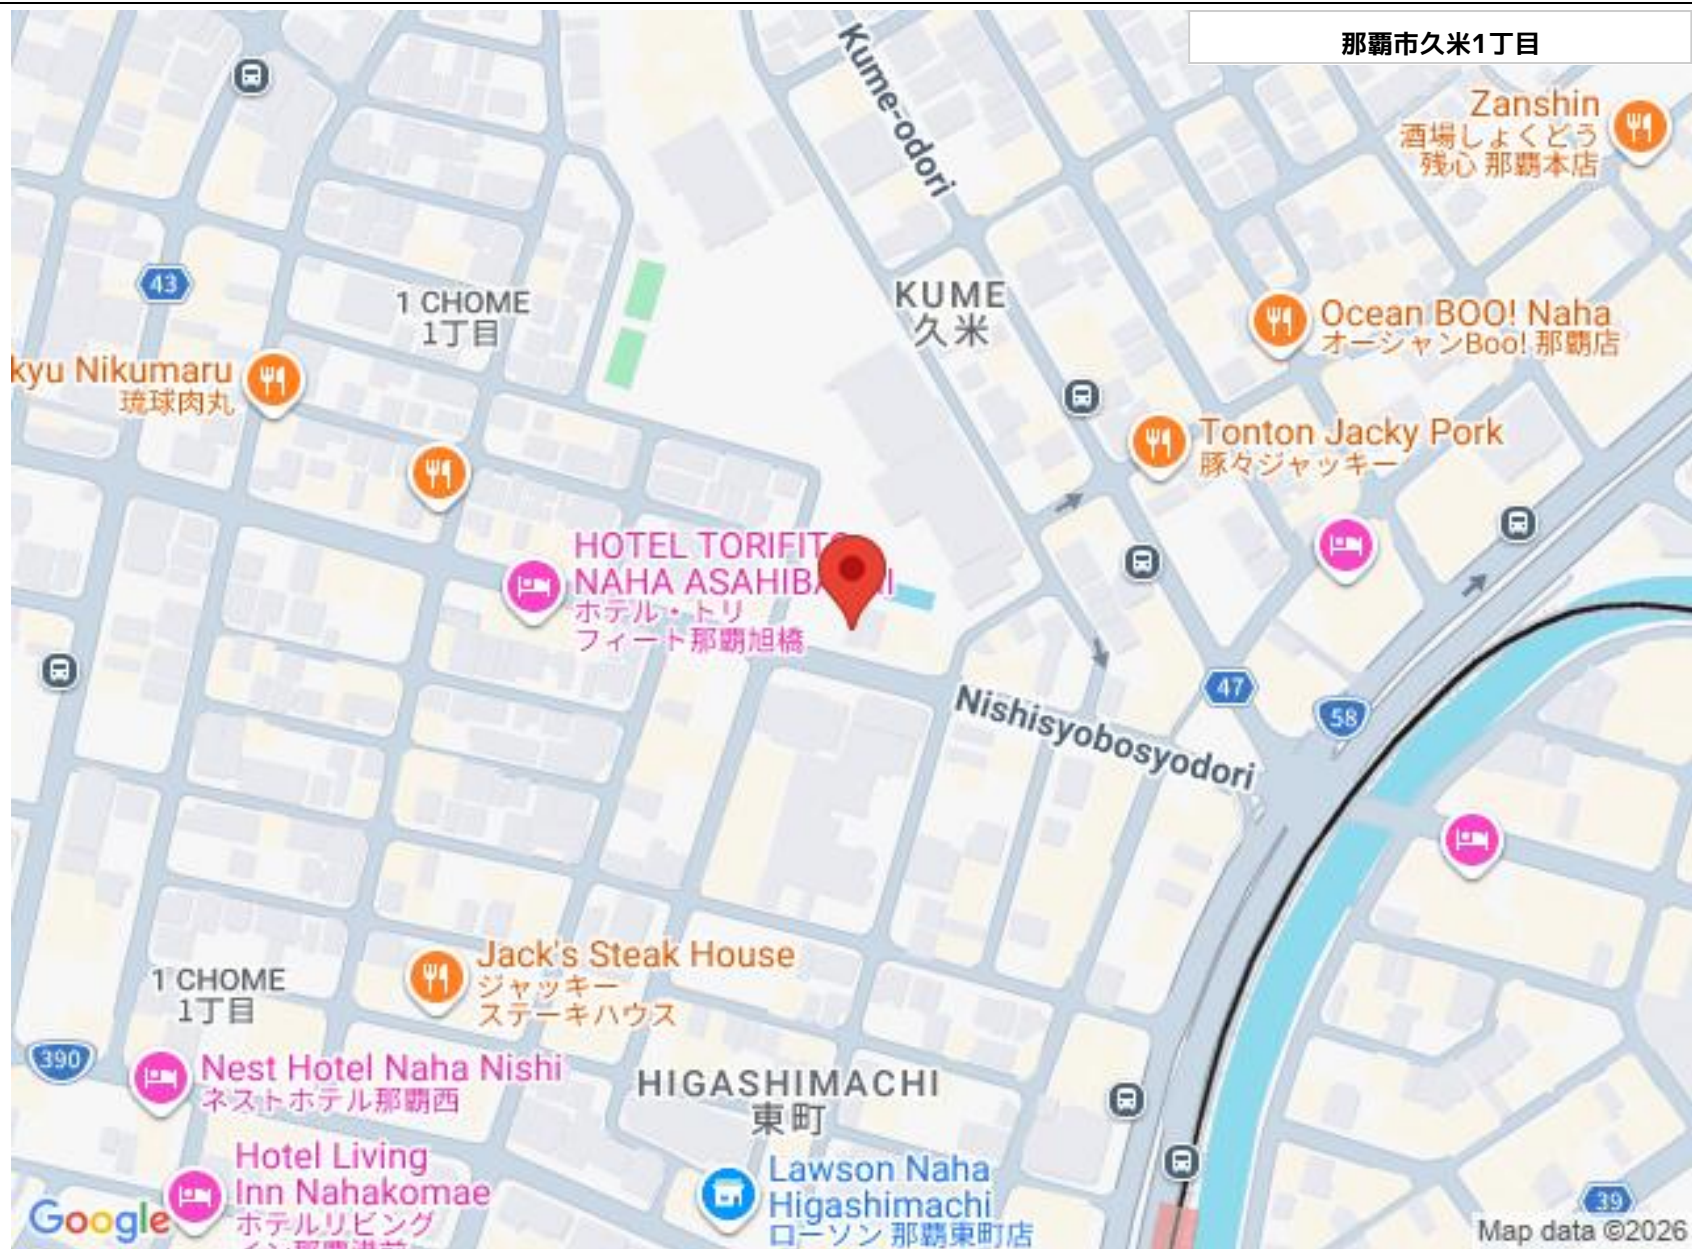 那覇市久米1丁目
Kume-odori
Zanshin
酒場しょくどう
残心 那覇本店
43
1 CHOME
1丁目
KUME
久米
Ocean BOO! Naha
オーシャンBoo! 那覇店
kyu Nikumaru
琉球肉丸
Tonton Jacky Pork
豚々ジャッキー
HOTEL TORIFIT
NAHA ASAHIBA
ホテル・トリ
フィート那覇旭橋
47
58
Nishisyobosyodori
Jack's Steak House
ジャッキー
ステーキハウス
1 CHOME
1丁目
390
Nest Hotel Naha Nishi
ネストホテル那覇西
HIGASHIMACHI
東町
Hotel Living
Inn Nahakomae
ホテルリビング
Lawson Naha
Higashimachi
ローソン 那覇東町店
39
Google
Map data ©2026